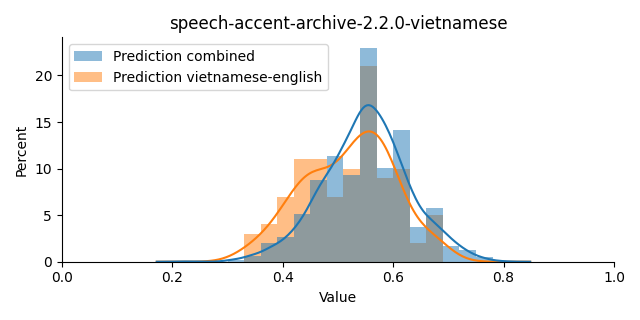 speech-accent-archive-2.2.0-vietnamese
Prediction combined
Prediction vietnamese-english
Percent
20
15
10
5
0
0.0 0.2 0.4 0.6 0.8 1.0
Value